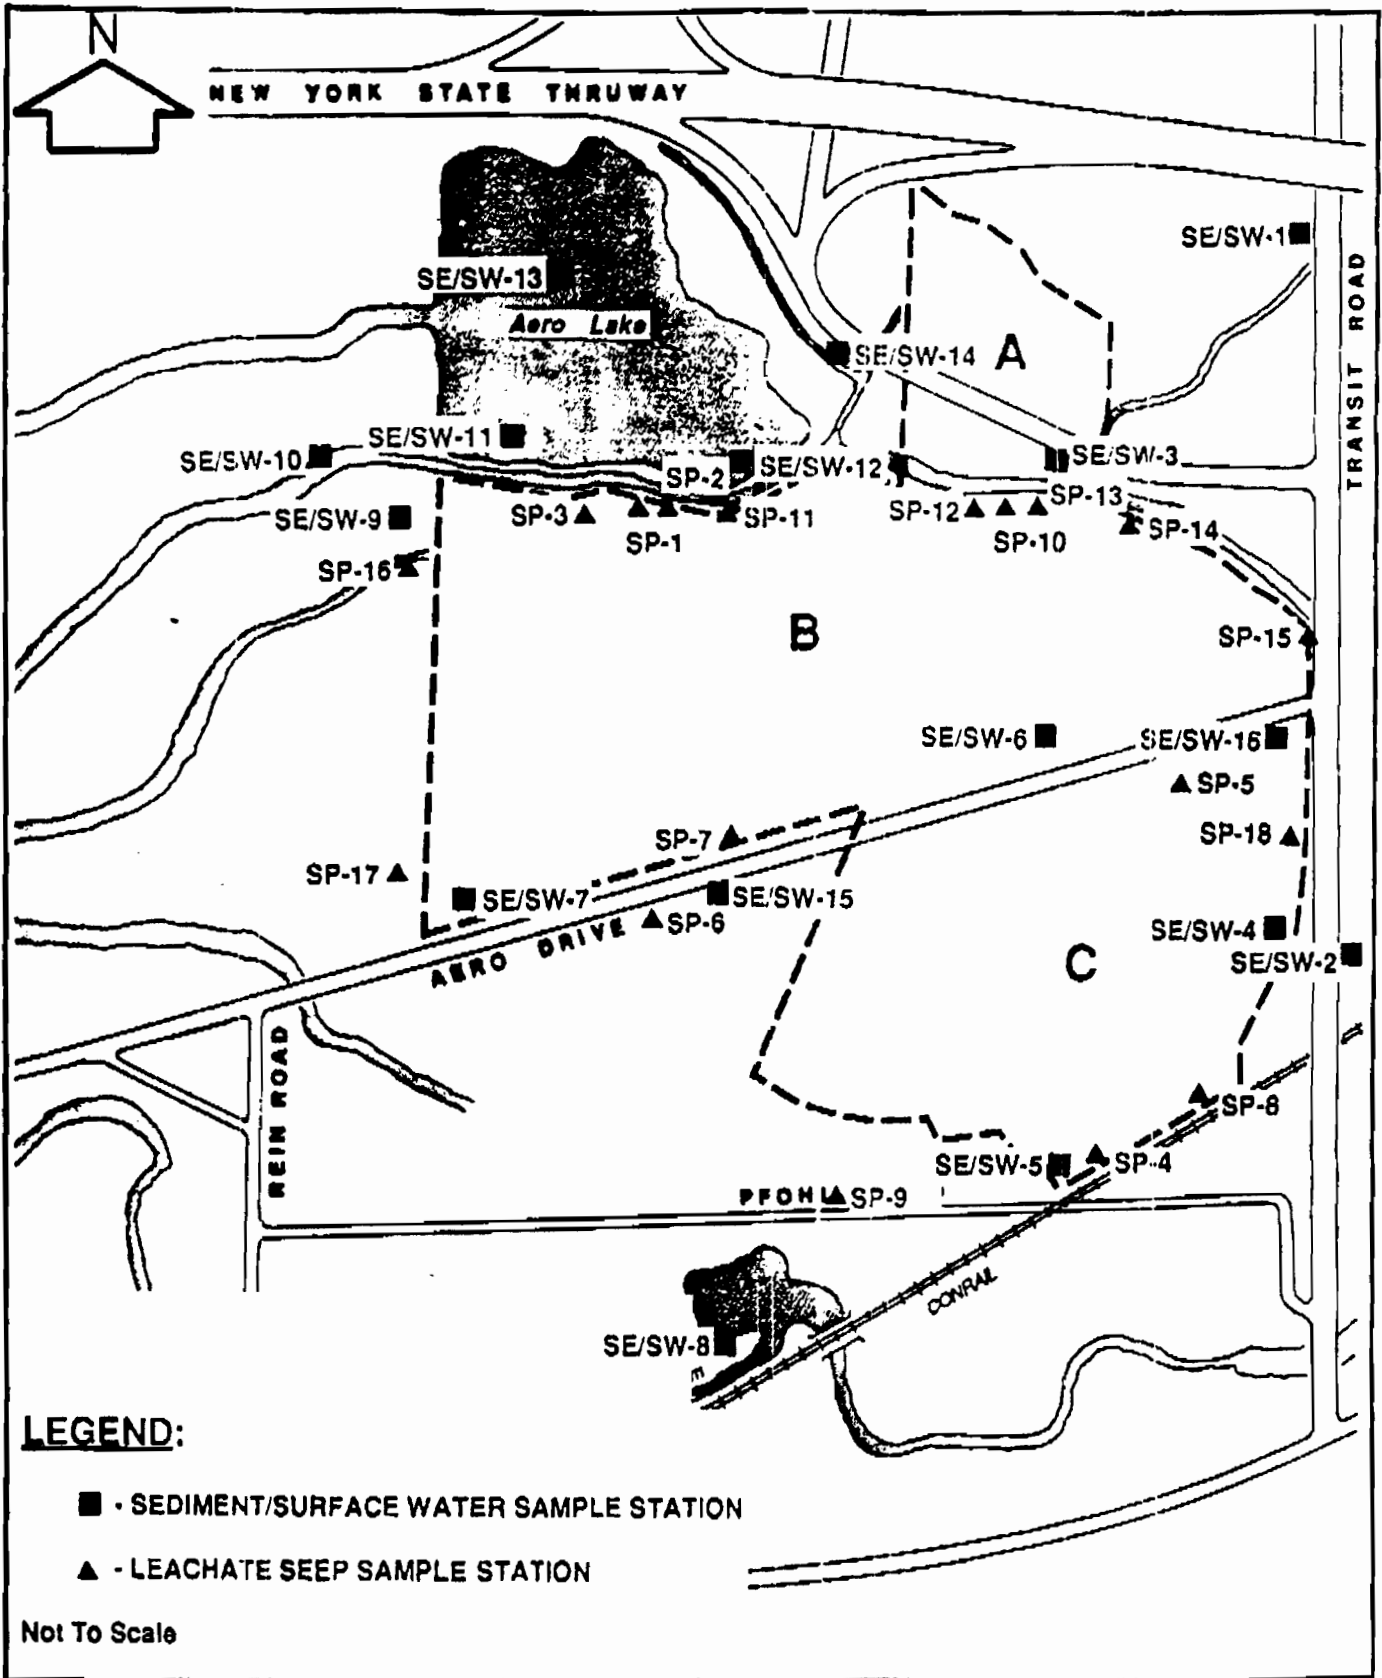 N
NEW YORK STATE THRUWAY
SE/SW-1
TRANSIT ROAD
SE/SW-13
Aero Lake
SE/SW-14
A
SE/SW-11
SE/SW-10
SP-2
SE/SW-12
SE/SW-3
SE/SW-9
SP-3
SP-1
SP-11
SP-12
SP-13
SP-10
SP-14
SP-16
B
SP-15
SE/SW-6
SE/SW-16
SP-5
SP-7
SP-18
SP-17
SE/SW-7
SE/SW-15
SP-6
AERO DRIVE
SE/SW-4
SE/SW-2
C
REIN ROAD
SP-8
SE/SW-5
SP-4
PFOHL
SP-9
CONRAIL
SE/SW-8
LEGEND:
- SEDIMENT/SURFACE WATER SAMPLE STATION
- LEACHATE SEEP SAMPLE STATION
Not To Scale